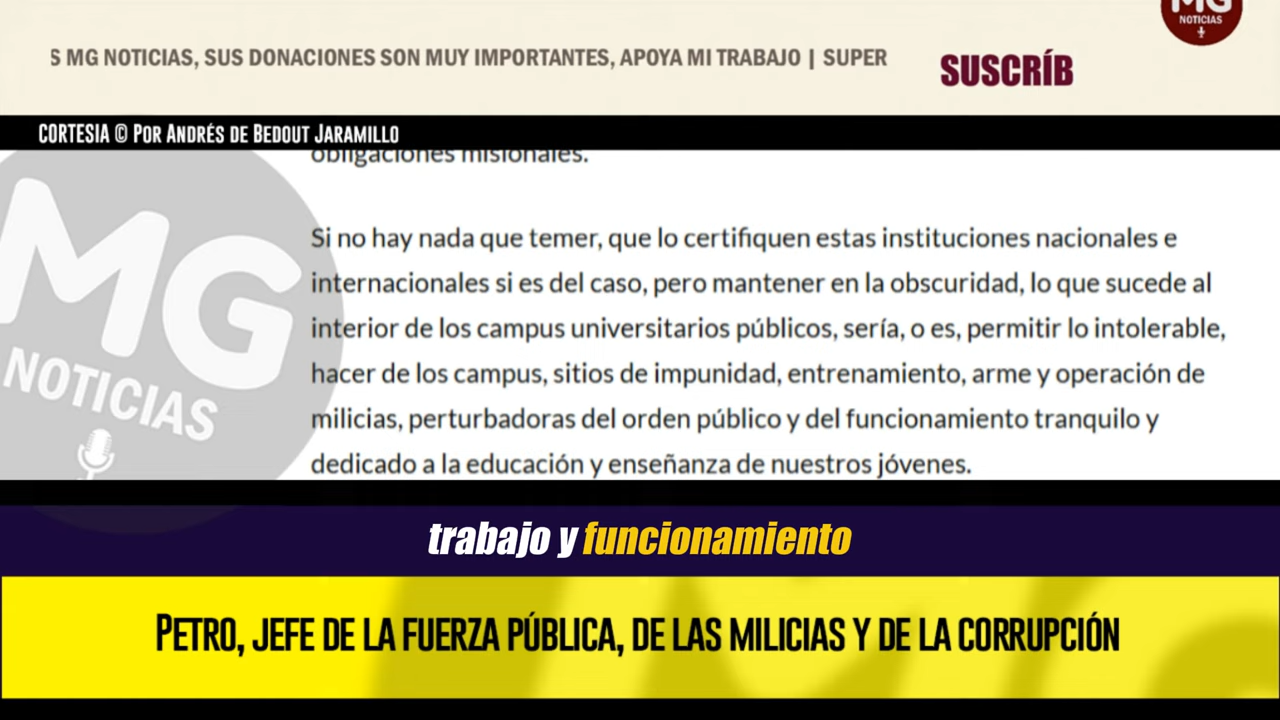 MG
NOTICIAS
S MG NOTICIAS, SUS DONACIONES SON MUY IMPORTANTES, APOYA MI TRABAJO | SUPER
SUSCRÍB
CORTESIA © POR ANDRÉS DE BEDOUT JARAMILLO
obligaciones misionales.
Si no hay nada que temer, que lo certifiquen estas instituciones nacionales e
internacionales si es del caso, pero mantener en la obscuridad, lo que sucede al
interior de los campus universitarios públicos, sería, o es, permitir lo intolerable,
hacer de los campus, sitios de impunidad, entrenamiento, arme y operación de
milicias, perturbadoras del orden público y del funcionamiento tranquilo y
dedicado a la educación y enseñanza de nuestros jóvenes.
MG
NOTICIAS
trabajo y funcionamiento
PETRO, JEFE DE LA FUERZA PÚBLICA, DE LAS MILICIAS Y DE LA CORRUPCIÓN